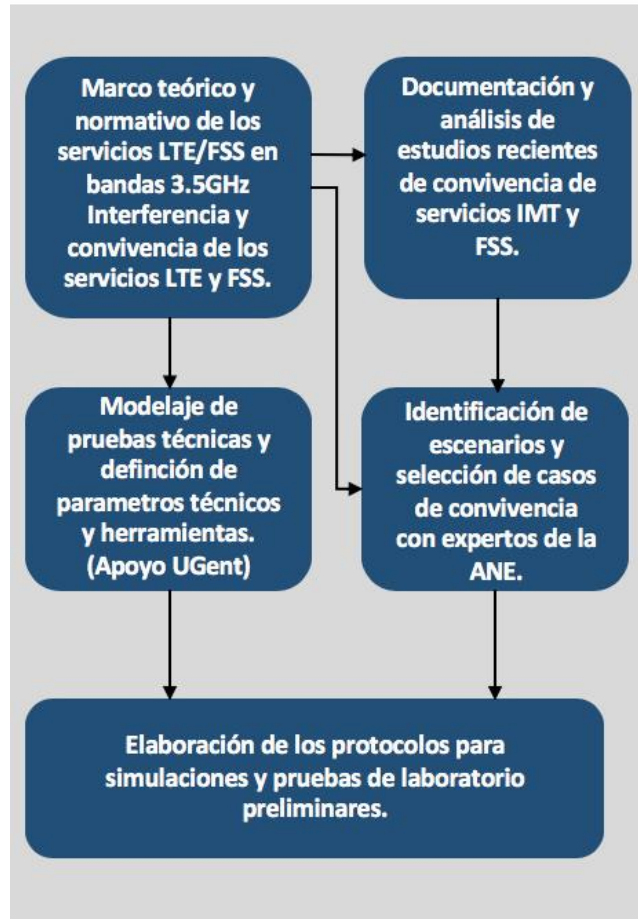 Marco teórico y
normativo de los
servicios LTE/FSS en
bandas 3.5GHz
Interferencia y
convivencia de los
servicios LTE y FSS.
Documentación y
análisis de
estudios recientes
de convivencia de
servicios IMT y
FSS.
Modelaje de
pruebas técnicas y
definción de
parametros técnicos
y herramientas.
(Apoyo UGent)
Identificación de
escenarios y
selección de casos
de convivencia
con expertos de la
ANE.
Elaboración de los protocolos para
simulaciones y pruebas de laboratorio
preliminares.